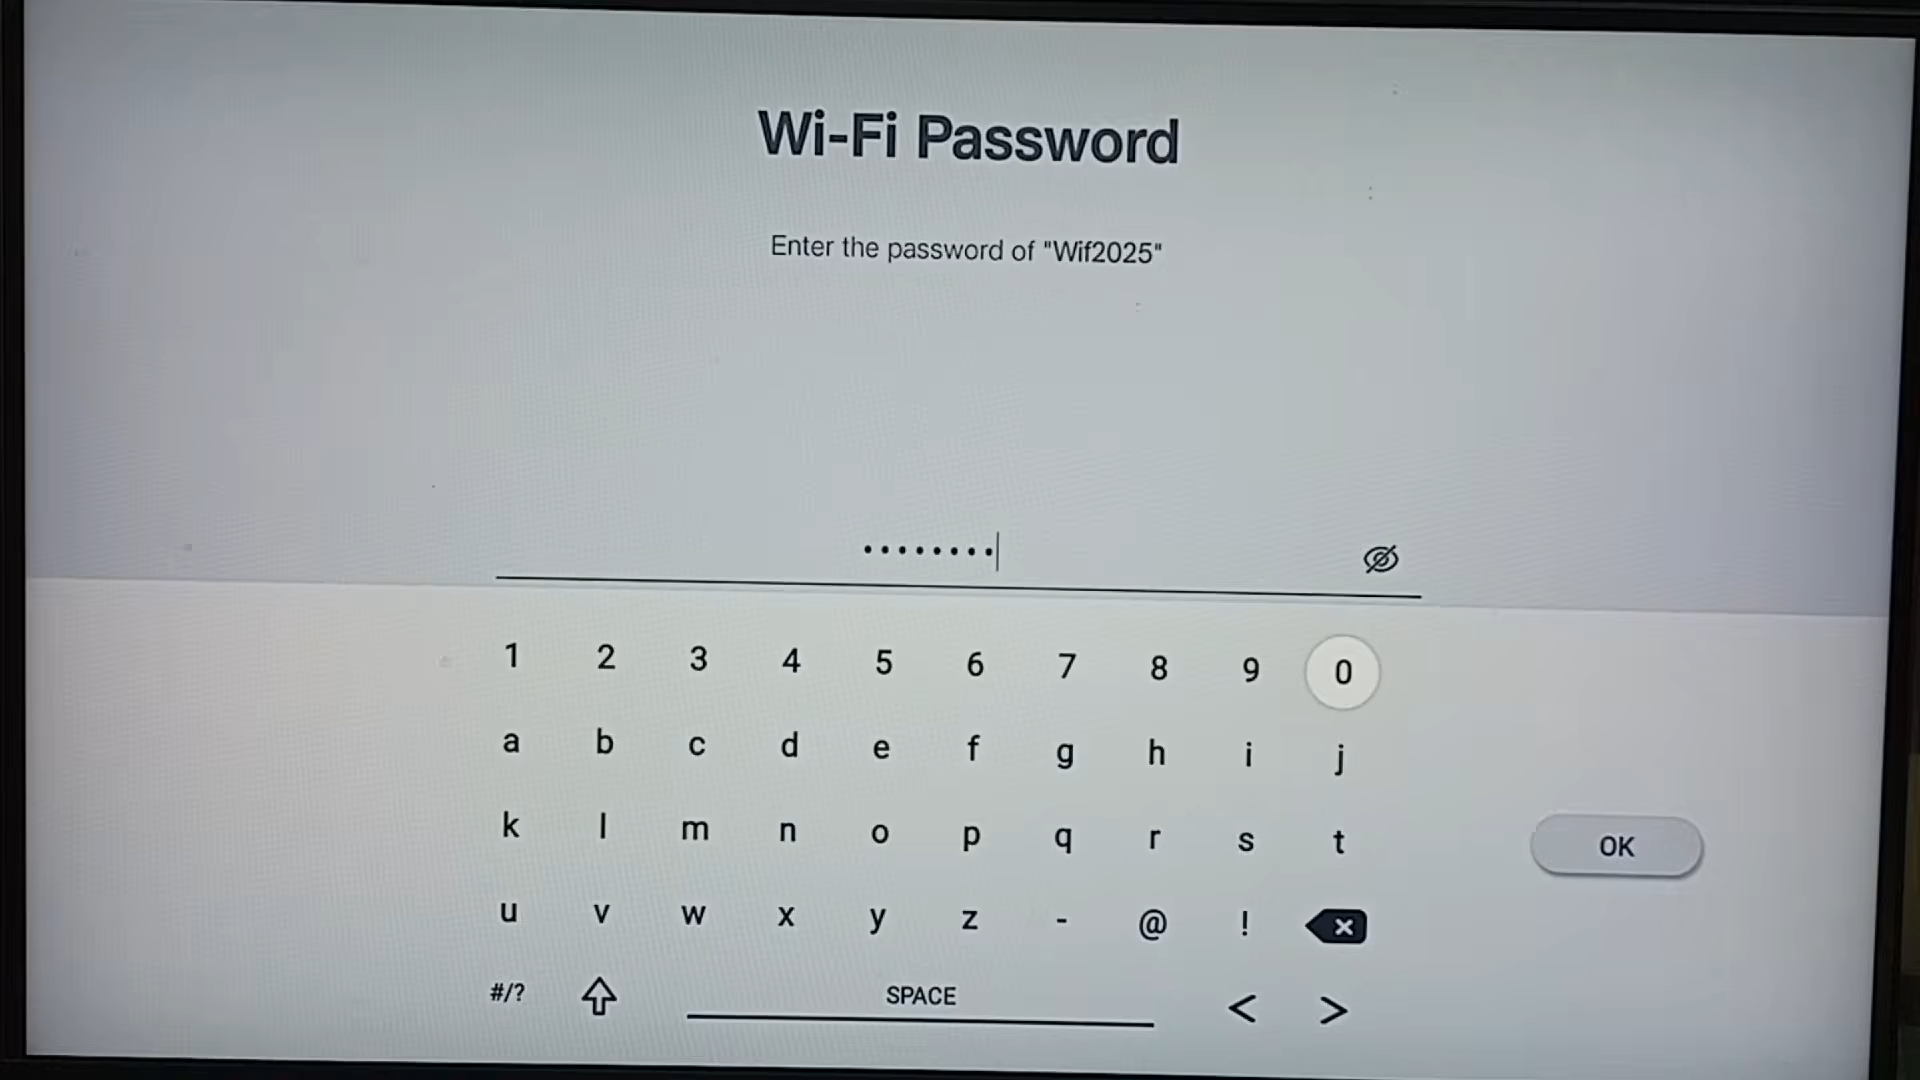 Wi-Fi Password
Enter the password of "Wif2025"
••••••••
1 2 3 4 5 6 7 8 9 0
a b c d e f g h i j
k l m n o p q r s t
OK
u v w x y z - @ !
#/? SPACE < >